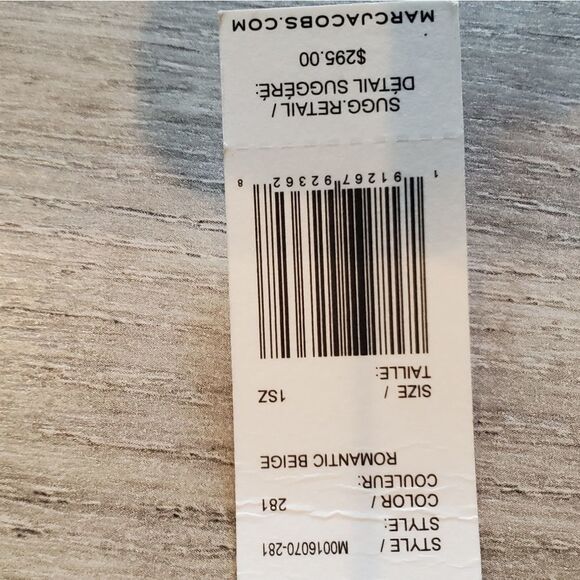 STYLE / M0016070-281
STYLE:
COLOR / 281
COULEUR:
ROMANTIC BEIGE
SIZE / 1SZ
TAILLE:
1 91267 92362 8
SUGG.RETAIL /
DÉTAIL SUGGÉRÉ:
$295.00
MARCJACOBS.COM